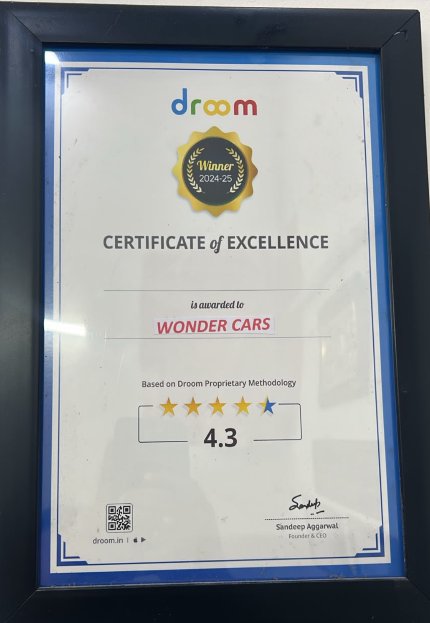 droom
Winner
2024-25
CERTIFICATE of EXCELLENCE
is awarded to
WONDER CARS
Based on Droom Proprietary Methodology
4.3
Sandeep
Sandeep Aggarwal
Founder & CEO
droom.in |